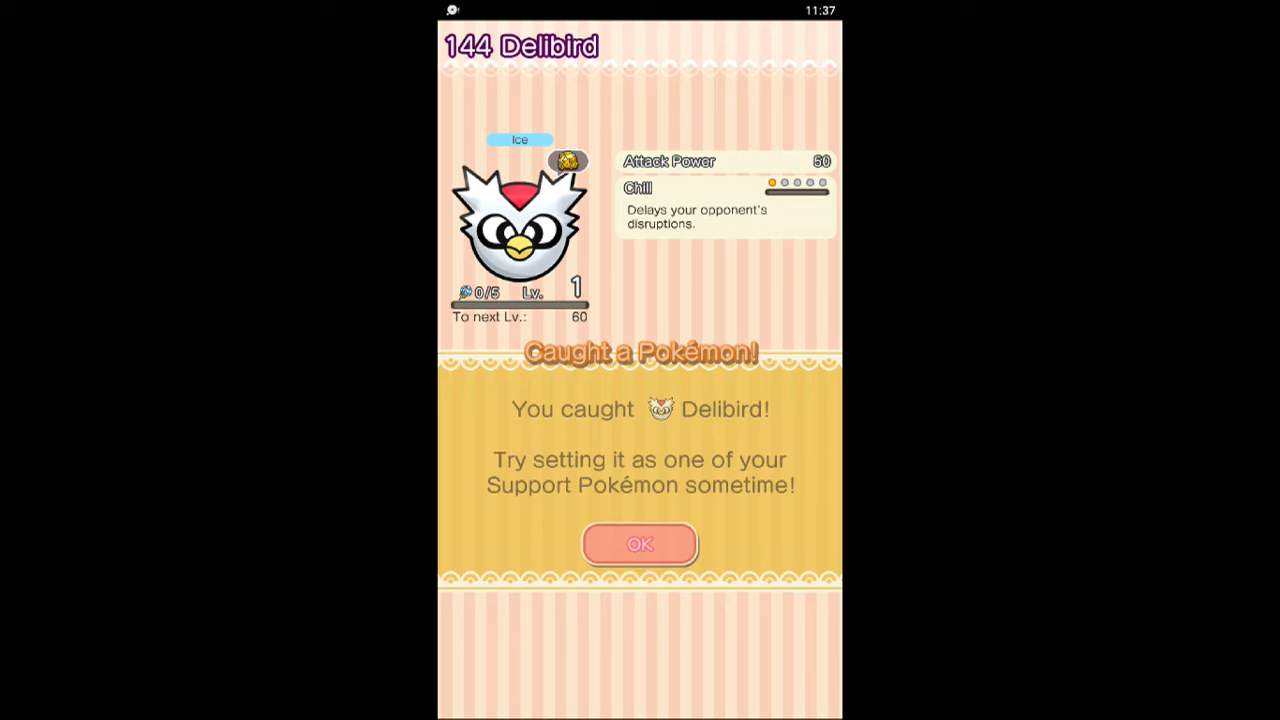 11:37
144 Delibird
Ice
Attack Power 50
Chill
Delays your opponent's
disruptions.
0/5 Lv. 1
To next Lv.: 60
Caught a Pokémon!
You caught Delibird!
Try setting it as one of your
Support Pokémon sometime!
OK